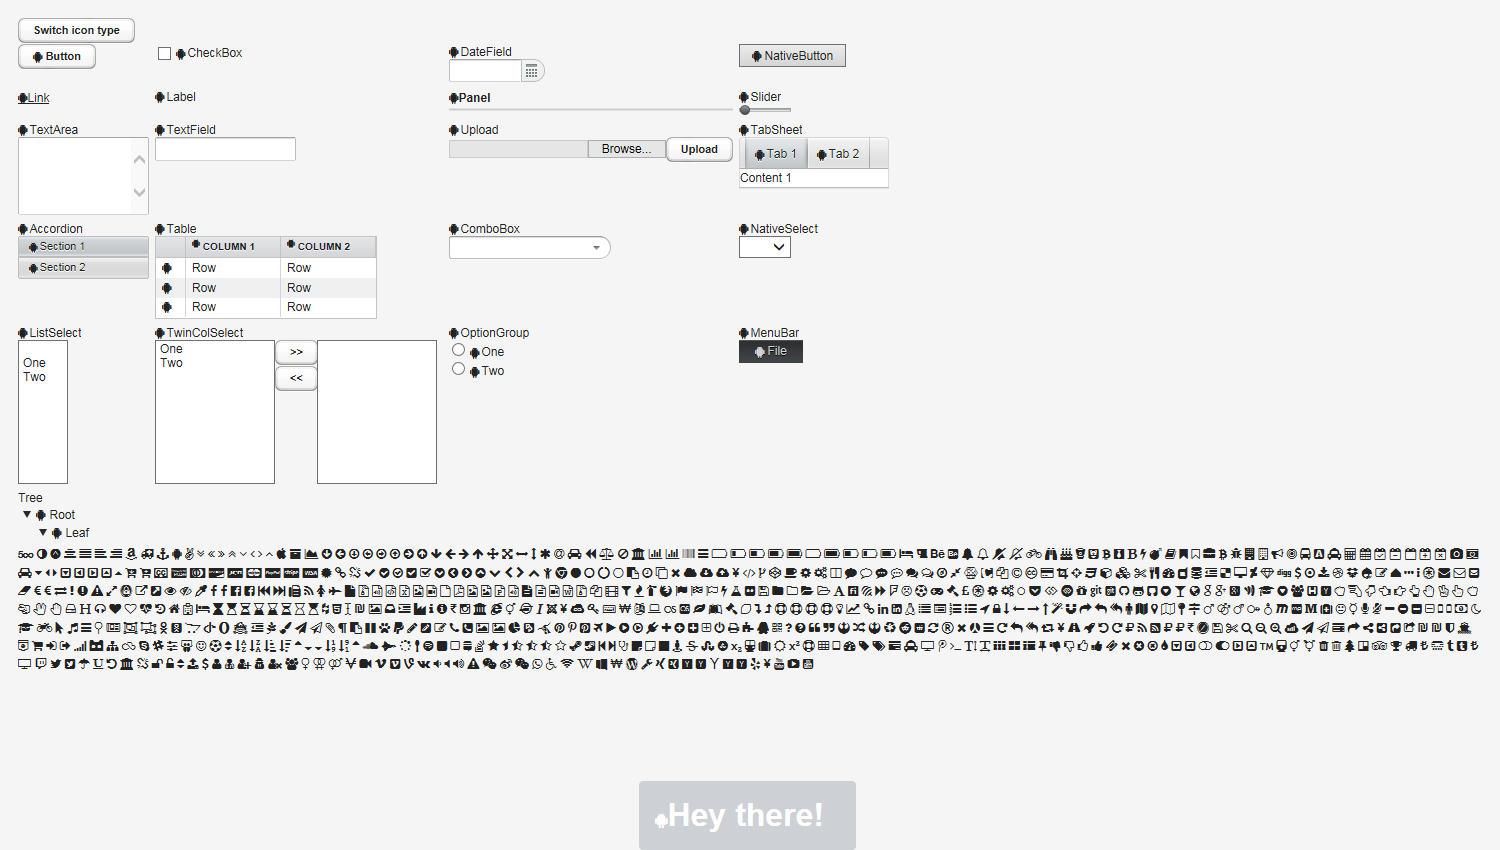 Switch icon type
Button
CheckBox
DateField
NativeButton
Link
Label
Panel
Slider
TextArea
TextField
Upload
Browse...
Upload
TabSheet
Tab 1
Tab 2
Content 1
Accordion
Section 1
Section 2
Table
COLUMN 1 COLUMN 2
Row Row
Row Row
Row Row
ComboBox
NativeSelect
ListSelect
One
Two
TwinColSelect
One
Two
>>
<<
OptionGroup
One
Two
MenuBar
File
Tree
Root
Leaf
Hey there!